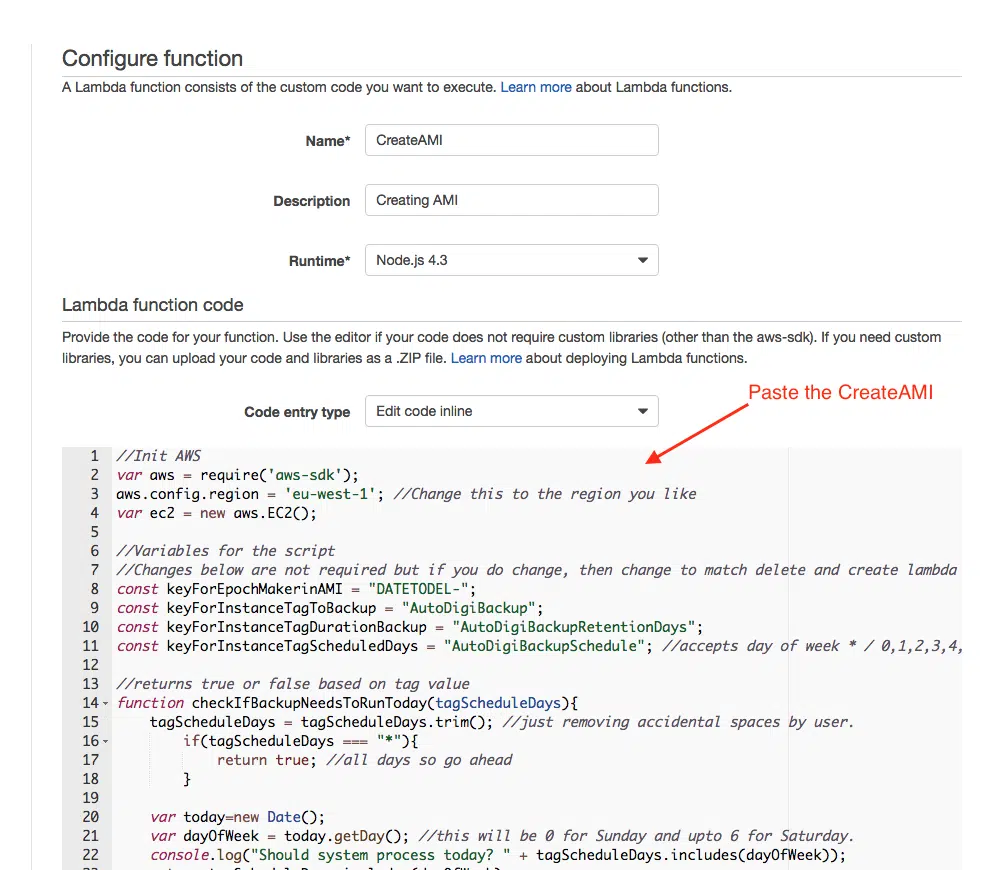 Configure function
A Lambda function consists of the custom code you want to execute. Learn more about Lambda functions.
Name* CreateAMI
Description Creating AMI
Runtime* Node.js 4.3
Lambda function code
Provide the code for your function. Use the editor if your code does not require custom libraries (other than the aws-sdk). If you need custom
libraries, you can upload your code and libraries as a .ZIP file. Learn more about deploying Lambda functions.
Paste the CreateAMI
Code entry type Edit code inline
1 //Init AWS
2 var aws = require('aws-sdk');
3 aws.config.region = 'eu-west-1'; //Change this to the region you like
4 var ec2 = new aws.EC2();
5
6 //Variables for the script
7 //Changes below are not required but if you do change, then change to match delete and create lambda
8 const keyForEpochMakerinAMI = "DATETODEL-";
9 const keyForInstanceTagToBackup = "AutoDigiBackup";
10 const keyForInstanceTagDurationBackup = "AutoDigiBackupRetentionDays";
11 const keyForInstanceTagScheduledDays = "AutoDigiBackupSchedule"; //accepts day of week * / 0,1,2,3,4,
12
13 //returns true or false based on tag value
14 function checkIfBackupNeedsToRunToday(tagScheduleDays){
15 tagScheduleDays = tagScheduleDays.trim(); //just removing accidental spaces by user.
16 if(tagScheduleDays === "*"){
17 return true; //all days so go ahead
18 }
19
20 var today=new Date();
21 var dayOfWeek = today.getDay(); //this will be 0 for Sunday and upto 6 for Saturday.
22 console.log("Should system process today? " + tagScheduleDays.includes(dayOfWeek));